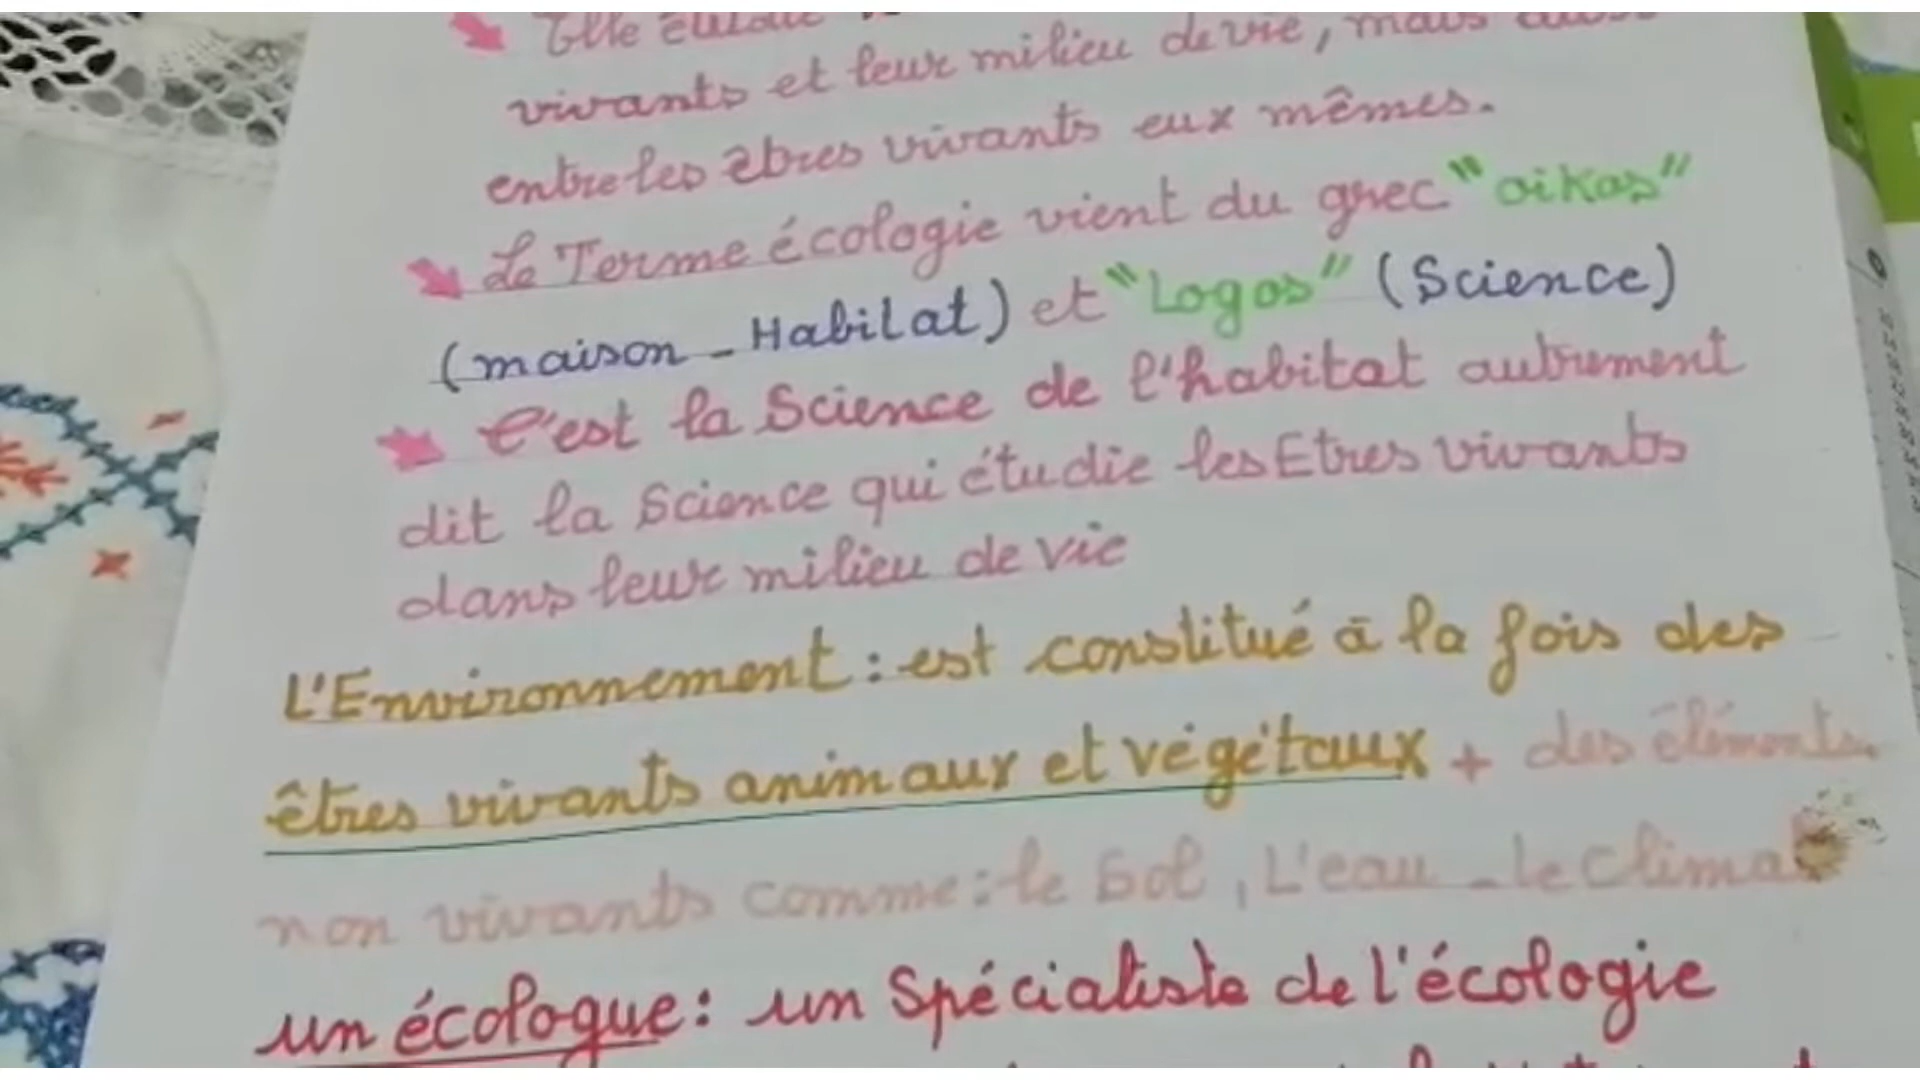 Elle étudie
vivants et leur milieu de vie, mais aussi
entre les êtres vivants eux mêmes.
Le Terme écologie vient du grec "oikos"
(maison - Habitat) et "Logos" (Science)
C'est la Science de l'habitat autrement
dit la Science qui étudie les Etres vivants
dans leur milieu de vie
L'Environnement : est constitué à la fois des
êtres vivants animaux et végétaux + des éléments
non vivants comme : le Sol, L'eau - le Climat
un écologue : un Spécialiste de l'écologie